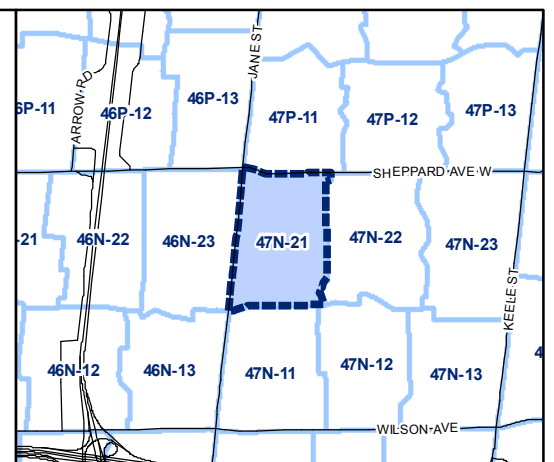 JANE ST
ARROW RD
6P-11
46P-12
46P-13
47P-11
47P-12
47P-13
SHEPPARD AVE W
-21
46N-22
46N-23
47N-21
47N-22
47N-23
KEELE ST
46N-12
46N-13
47N-11
47N-12
47N-13
4
WILSON AVE